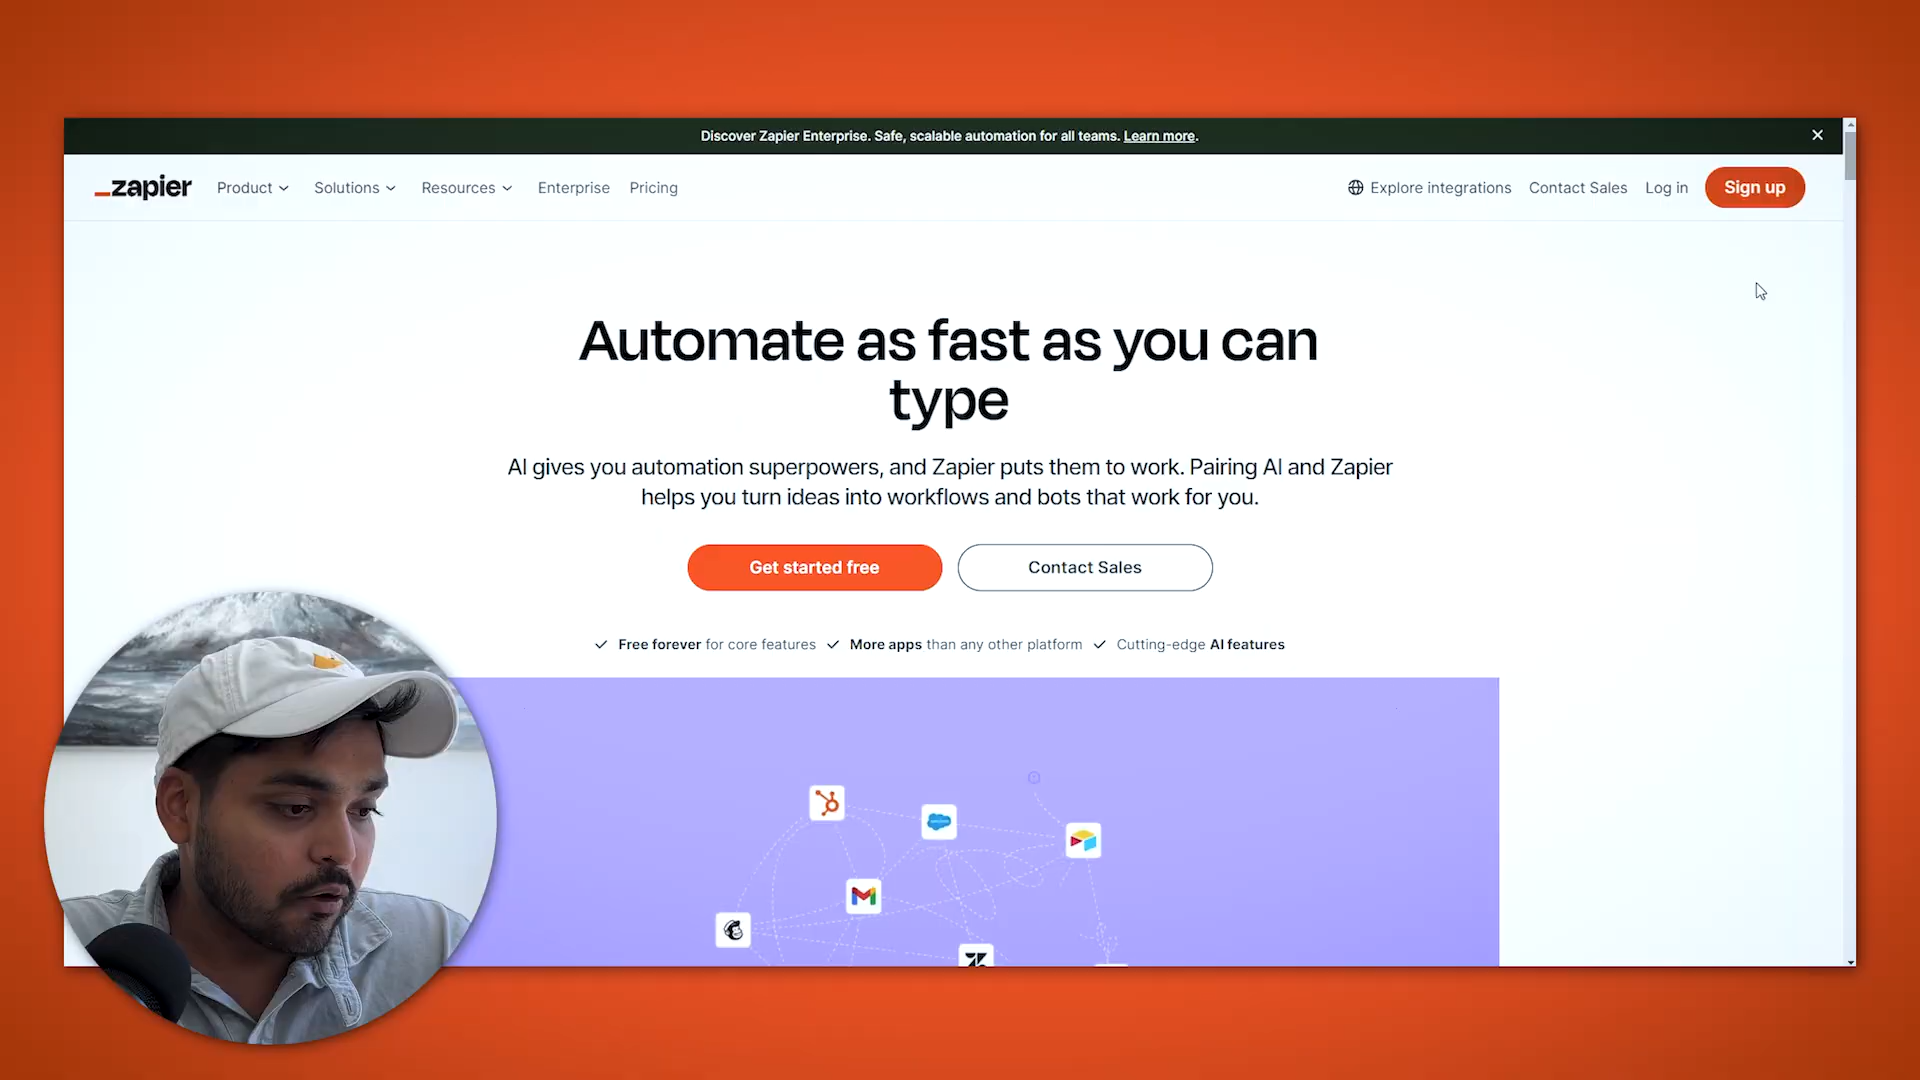 Discover Zapier Enterprise. Safe, scalable automation for all teams. Learn more.
zapier Product Solutions Resources Enterprise Pricing Explore integrations Contact Sales Log in Sign up
Automate as fast as you can
type
AI gives you automation superpowers, and Zapier puts them to work. Pairing AI and Zapier
helps you turn ideas into workflows and bots that work for you.
Get started free Contact Sales
Free forever for core features More apps than any other platform Cutting-edge AI features